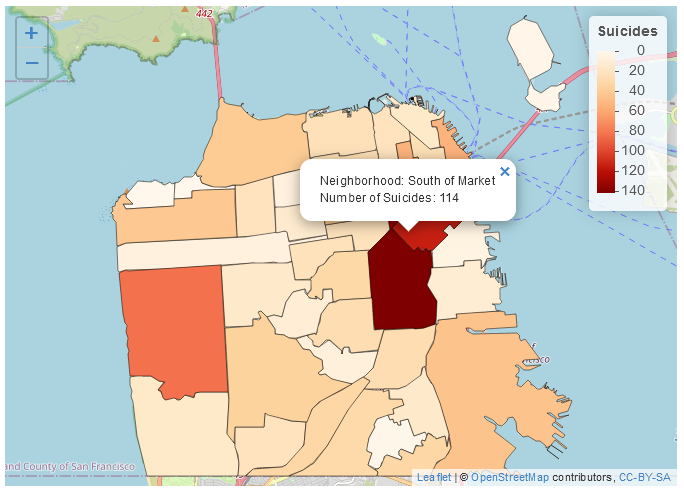 442
+
−
Suicides
0
20
40
60
80
100
120
140
×
Neighborhood: South of Market
Number of Suicides: 114
cisco
and County of San Francisco
Leaflet | © OpenStreetMap contributors, CC-BY-SA